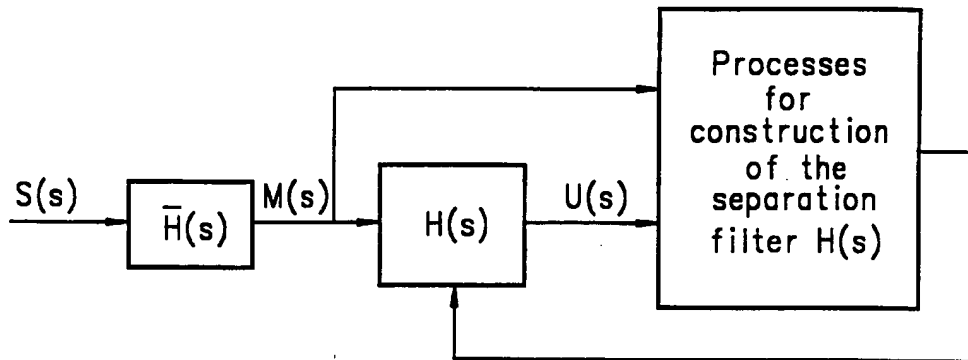 S(s)
H̅(s)
M(s)
H(s)
U(s)
Processes
for
construction
of the
separation
filter H(s)